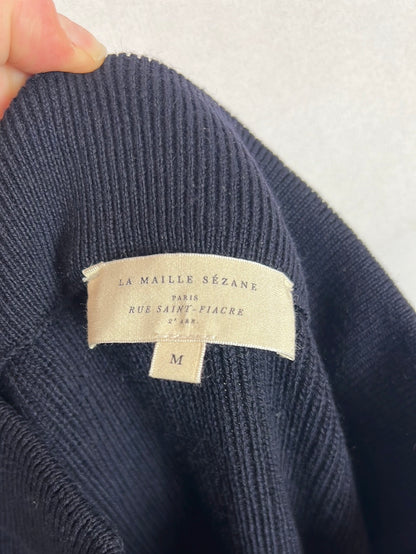 LA MAILLE SÉZANE
PARIS
RUE SAINT-FIACRE
2ᵉ ARR.
M